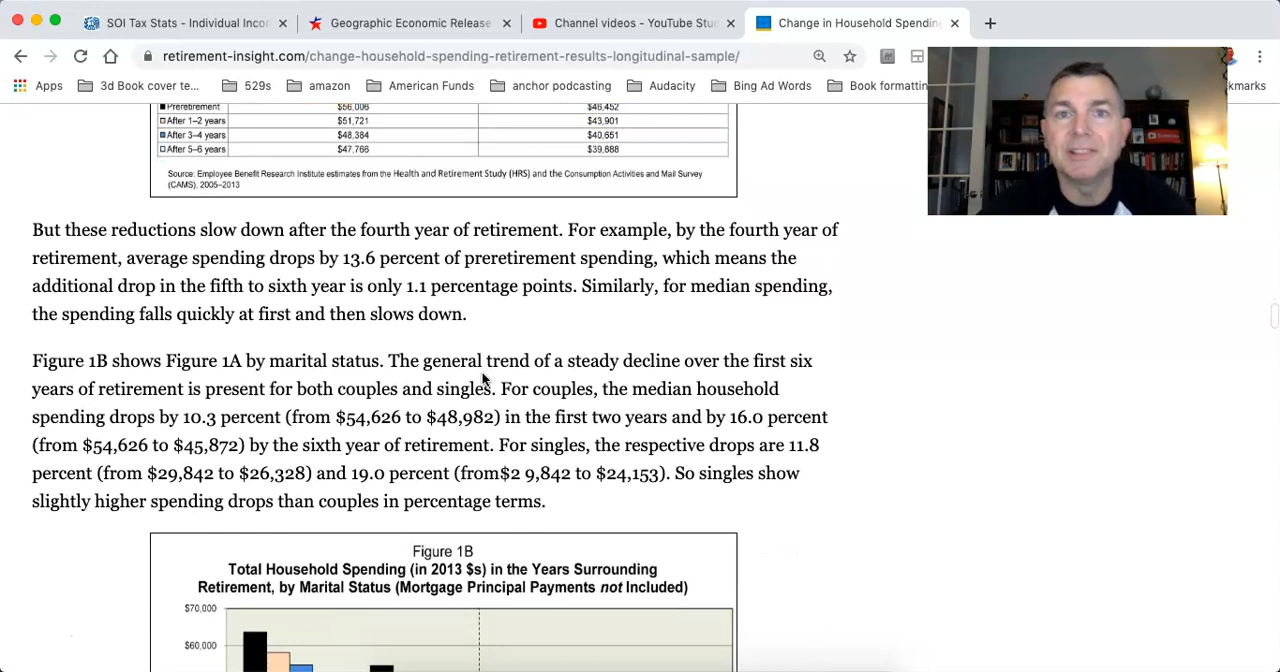 SOI Tax Stats - Individual Incor
Geographic Economic Release
Channel videos - YouTube Stud
Change in Household Spending
retirement-insight.com/change-household-spending-retirement-results-longitudinal-sample/
Apps 3d Book cover te... 529s amazon American Funds anchor podcasting Audacity Bing Ad Words Book formattin kmarks
Preretirement $56,006 $46,452
After 1–2 years $51,721 $43,901
After 3–4 years $48,384 $40,651
After 5–6 years $47,766 $39,888
Source: Employee Benefit Research Institute estimates from the Health and Retirement Study (HRS) and the Consumption Activities and Mail Survey
(CAMS), 2005–2013
But these reductions slow down after the fourth year of retirement. For example, by the fourth year of
retirement, average spending drops by 13.6 percent of preretirement spending, which means the
additional drop in the fifth to sixth year is only 1.1 percentage points. Similarly, for median spending,
the spending falls quickly at first and then slows down.
Figure 1B shows Figure 1A by marital status. The general trend of a steady decline over the first six
years of retirement is present for both couples and singles. For couples, the median household
spending drops by 10.3 percent (from $54,626 to $48,982) in the first two years and by 16.0 percent
(from $54,626 to $45,872) by the sixth year of retirement. For singles, the respective drops are 11.8
percent (from $29,842 to $26,328) and 19.0 percent (from$2 9,842 to $24,153). So singles show
slightly higher spending drops than couples in percentage terms.
Figure 1B
Total Household Spending (in 2013 $s) in the Years Surrounding
Retirement, by Marital Status (Mortgage Principal Payments not Included)
$70,000
$60,000